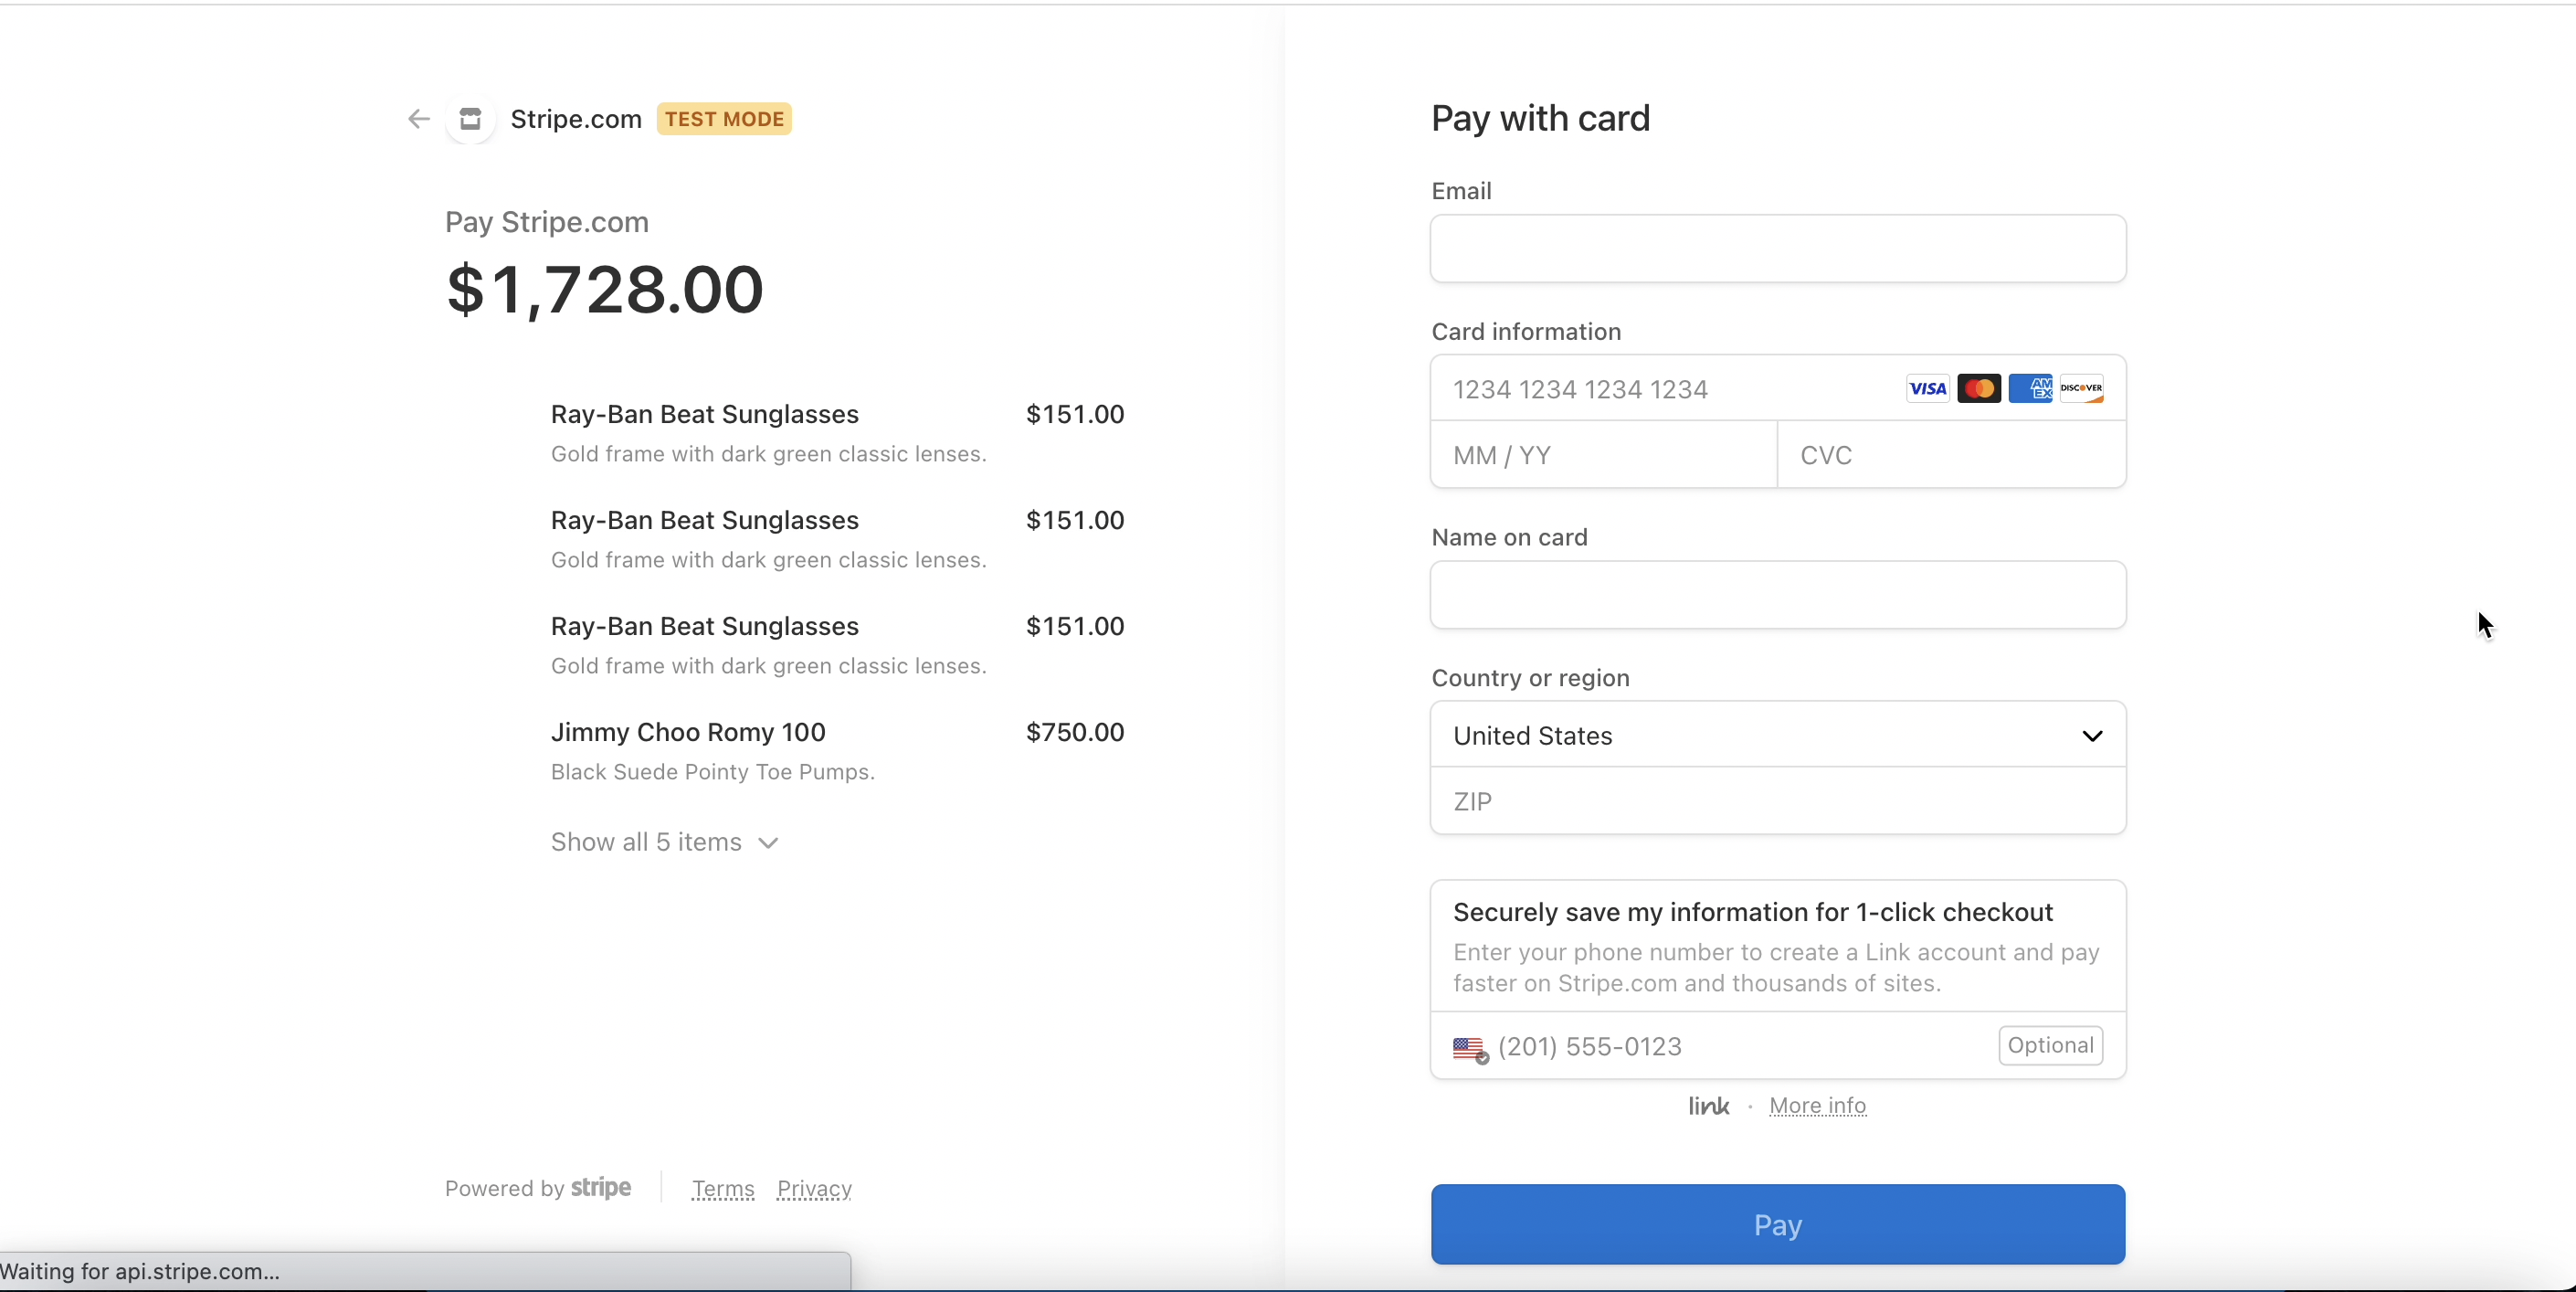 Stripe.com TEST MODE
Pay Stripe.com
$1,728.00
Ray-Ban Beat Sunglasses $151.00
Gold frame with dark green classic lenses.
Ray-Ban Beat Sunglasses $151.00
Gold frame with dark green classic lenses.
Ray-Ban Beat Sunglasses $151.00
Gold frame with dark green classic lenses.
Jimmy Choo Romy 100 $750.00
Black Suede Pointy Toe Pumps.
Show all 5 items
Powered by stripe Terms Privacy
Waiting for api.stripe.com...
Pay with card
Email
Card information
1234 1234 1234 1234 VISA AM EX DISCOVER
MM / YY CVC
Name on card
Country or region
United States
ZIP
Securely save my information for 1-click checkout
Enter your phone number to create a Link account and pay
faster on Stripe.com and thousands of sites.
(201) 555-0123 Optional
link · More info
Pay